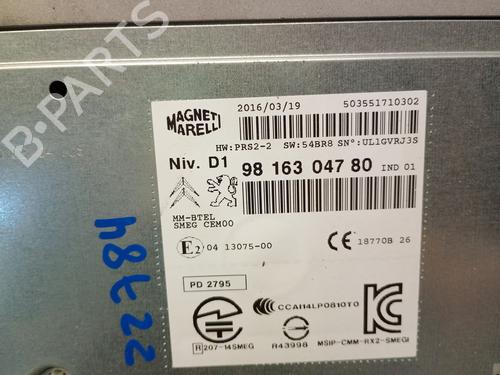 B-PARTS
MAGNETI MARELLI
2016/03/19
503551710302
HW:PRS2-2 SW:54BR8 SN°:UL1GVRJ3S
Niv. D1
98 163 047 80 IND 01
MM-BTEL
SMEG CEM00
E2 04 13075-00
CE 18770B 26
PD 2795
CCAI14LP0810T0
R 207-14SMEG
R43998
MSIP-CMM-RX2-SMEGI
22784